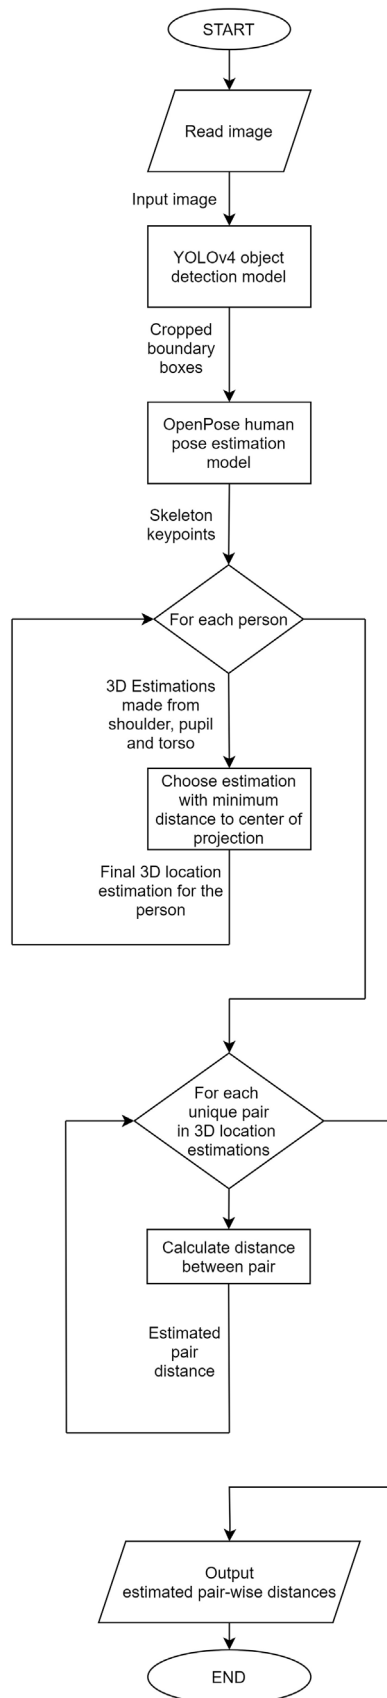 START
Read image
Input image
YOLOv4 object
detection model
Cropped
boundary
boxes
OpenPose human
pose estimation
model
Skeleton
keypoints
For each person
3D Estimations
made from
shoulder, pupil
and torso
Choose estimation
with minimum
distance to center of
projection
Final 3D location
estimation for the
person
For each
unique pair
in 3D location
estimations
Calculate distance
between pair
Estimated
pair
distance
Output
estimated pair-wise distances
END